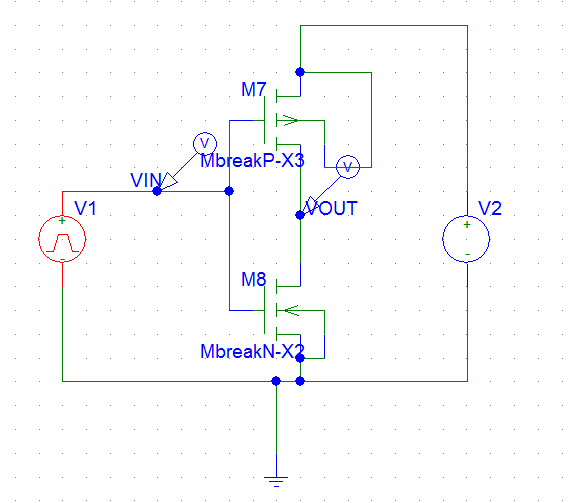 M7
V
MbreakP-X3
V
VIN
V1
VOUT
V2
M8
MbreakN-X2